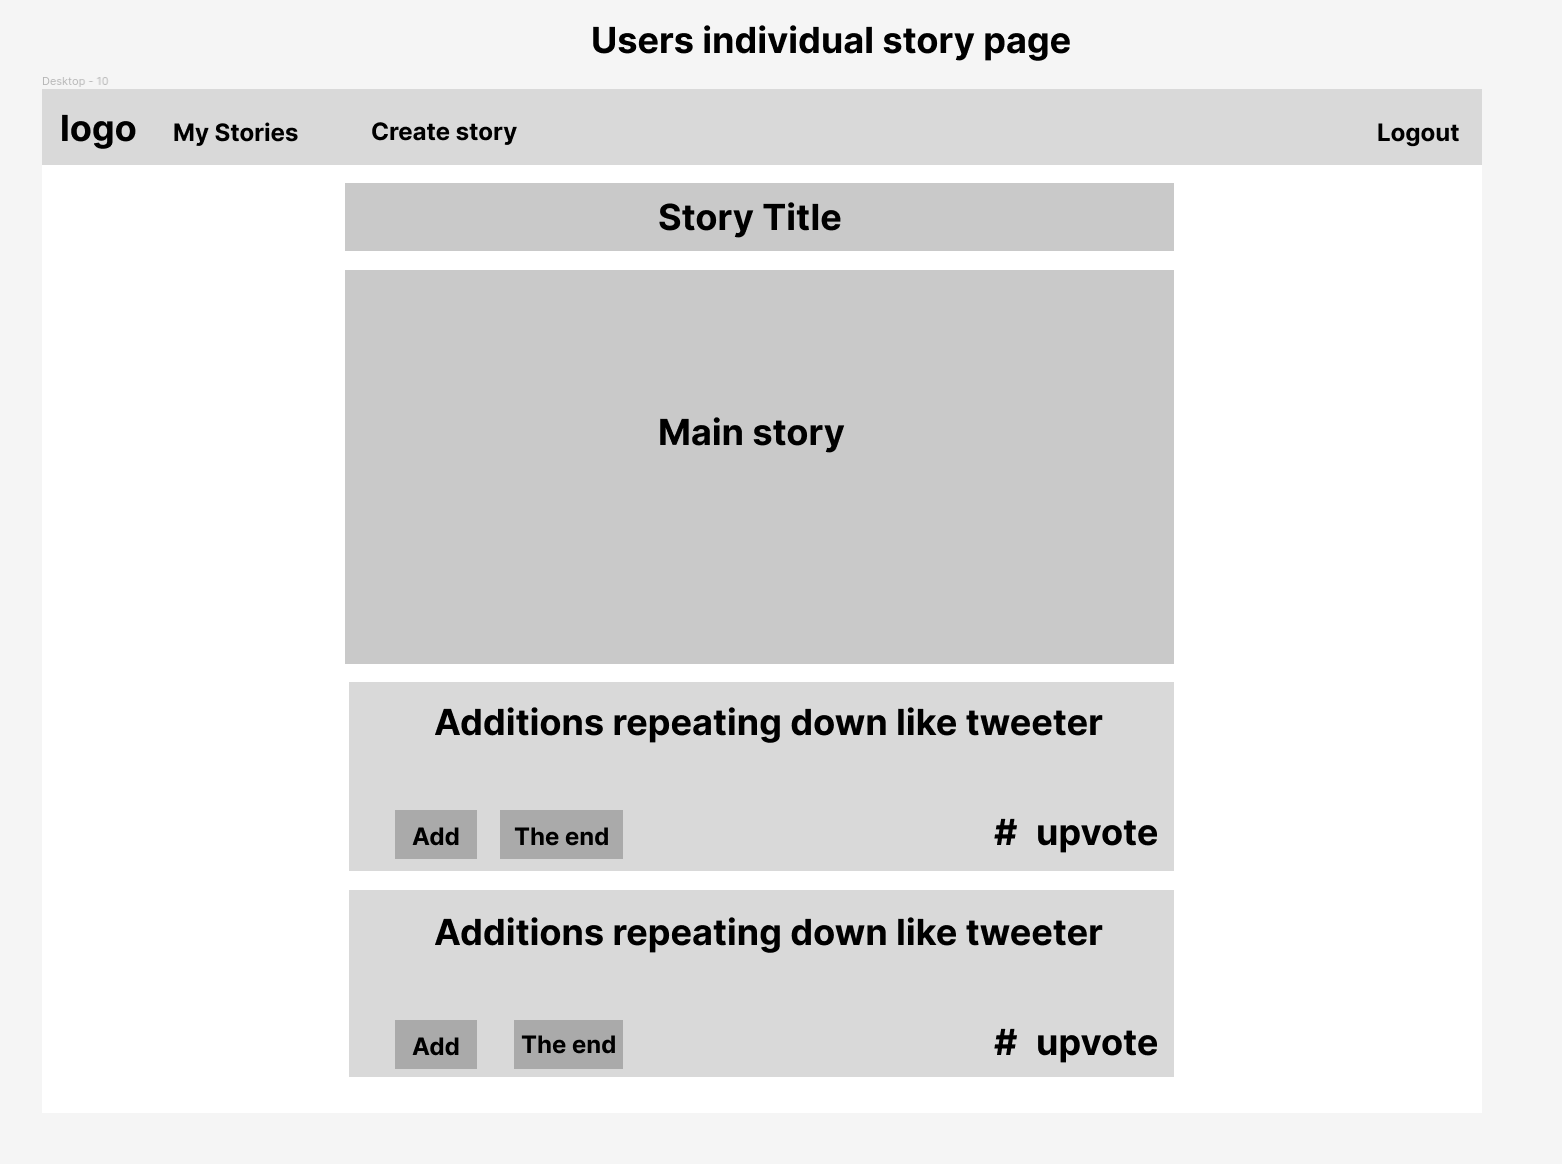 Users individual story page
Desktop - 10
logo My Stories Create story Logout
Story Title
Main story
Additions repeating down like tweeter
Add The end # upvote
Additions repeating down like tweeter
Add The end # upvote